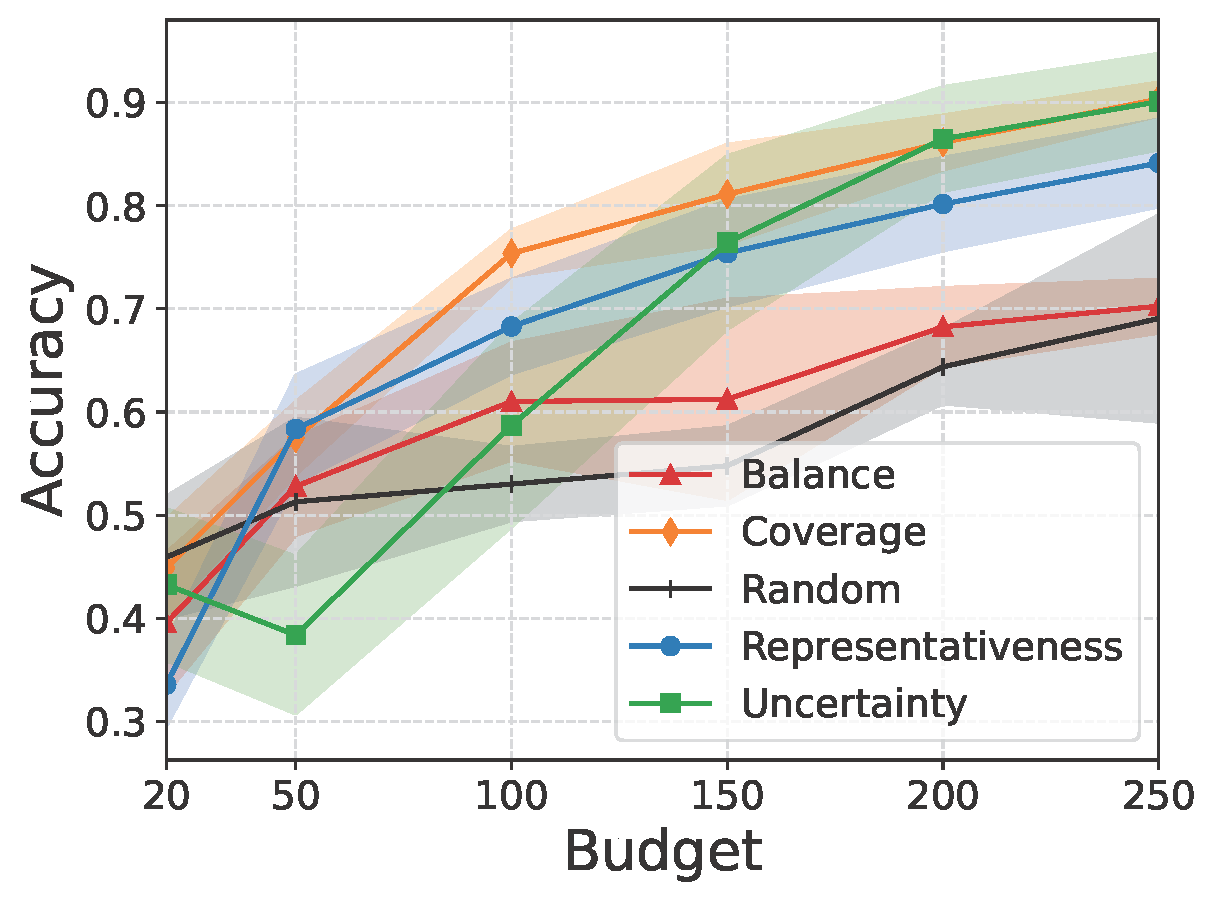 Accuracy
0.9
0.8
0.7
0.6
0.5
0.4
0.3
Balance
Coverage
Random
Representativeness
Uncertainty
20 50 100 150 200 250
Budget